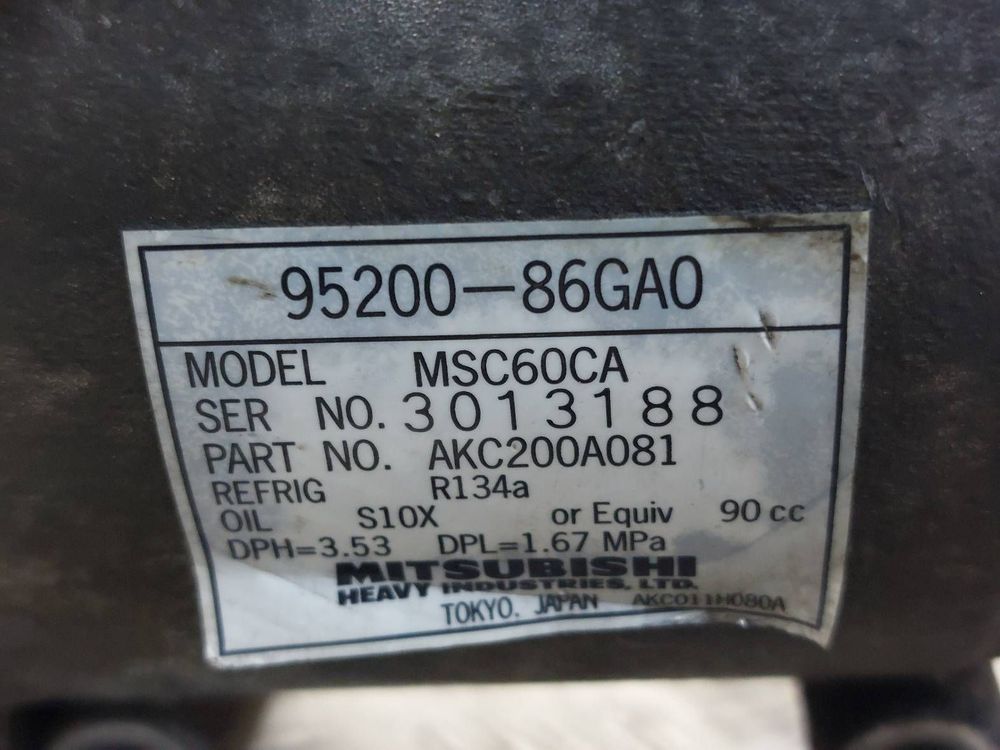 95200-86GA0
MODEL MSC60CA
SER NO. 3013188
PART NO. AKC200A081
REFRIG R134a
OIL S10X or Equiv 90 cc
DPH=3.53 DPL=1.67 MPa
MITSUBISHI
HEAVY INDUSTRIES, LTD.
TOKYO. JAPAN AKC011H080A